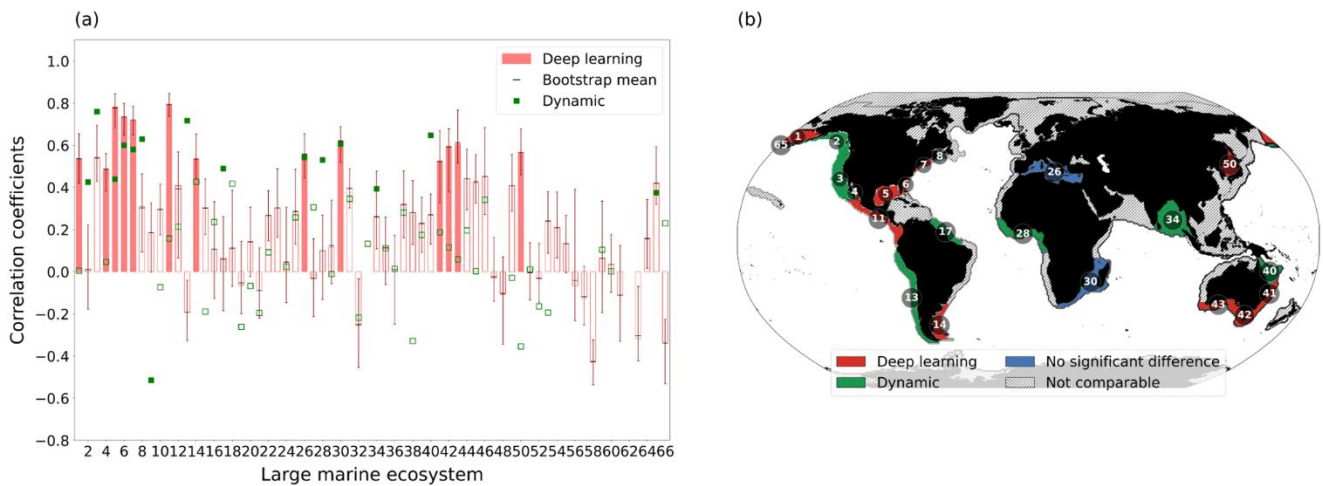 (a)
1.0
0.8
0.6
0.4
0.2
0.0
−0.2
−0.4
−0.6
−0.8
Correlation coefficients
Deep learning
Bootstrap mean
Dynamic
2 4 6 8 10 12 14 16 18 20 22 24 26 28 30 32 34 36 38 40 42 44 46 48 50 52 54 56 58 60 62 64 66
Large marine ecosystem
(b)
65
1
2
3
4
5
6
7
8
11
13
14
17
26
28
30
34
50
40
41
42
43
Deep learning
Dynamic
No significant difference
Not comparable